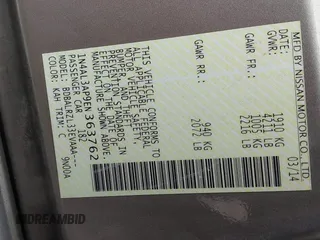 MFD BY NISSAN MOTOR CO., LTD. 03/14
GVWR: 1910 KG
4211 LB
GAWR FR: 1005 KG
2216 LB
GAWR RR: 940 KG
2072 LB
THIS VEHICLE CONFORMS TO
ALL APPLICABLE FEDERAL
MOTOR VEHICLE SAFETY,
BUMPER, AND THEFT
PREVENTION STANDARDS IN
EFFECT ON THE DATE OF
MANUFACTURE SHOWN ABOVE.
1N4AL3AP9EN363762
PASSENGER CAR
COLOR: KAH TRIM: C
DREAMBID